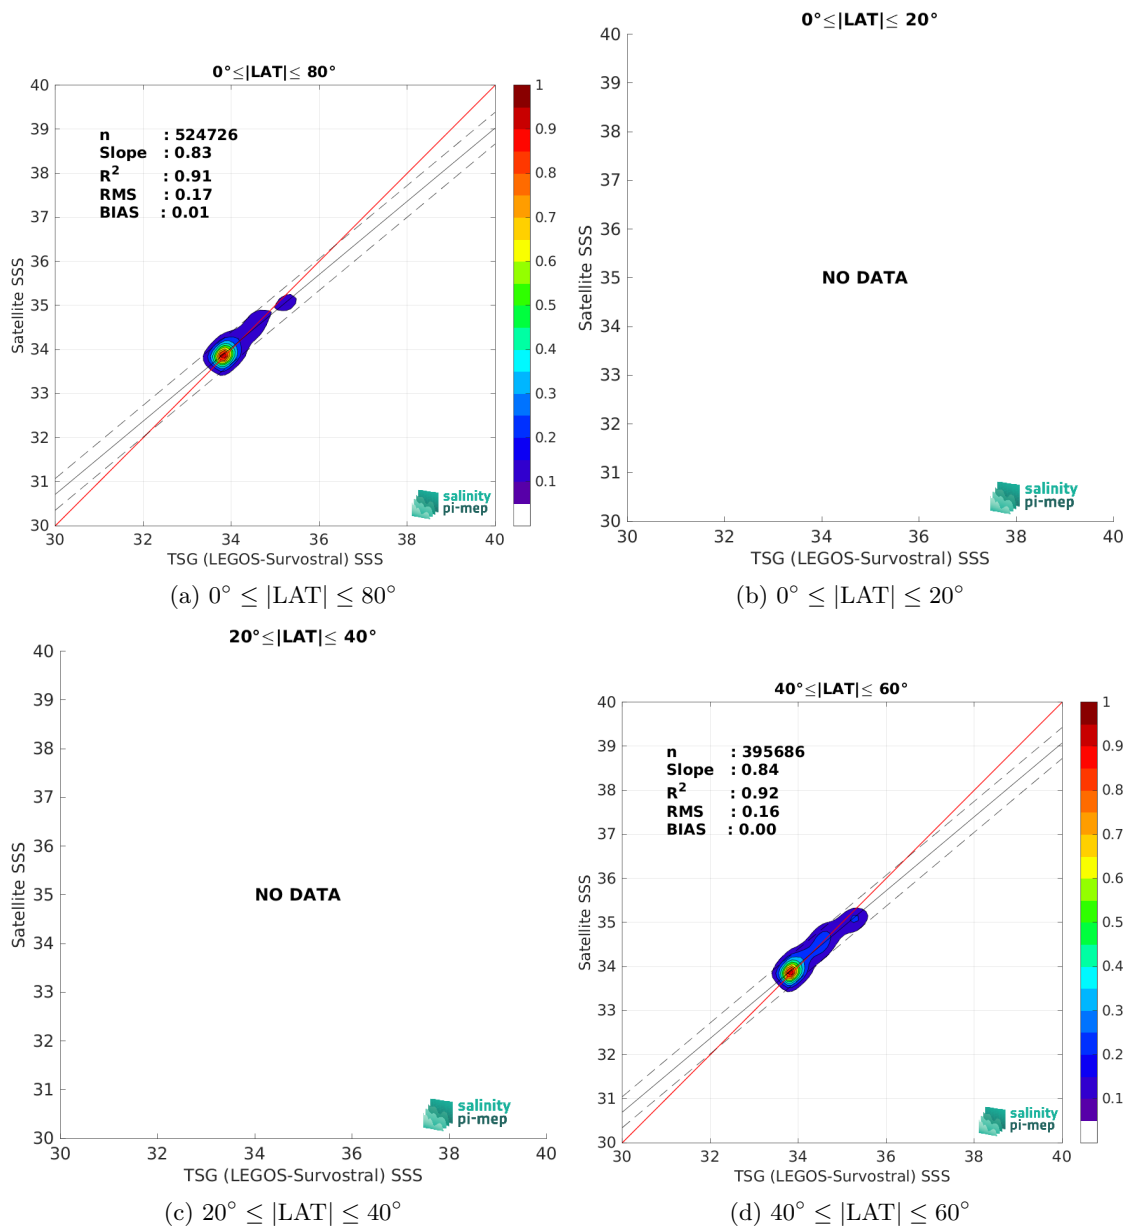 0°≤|LAT|≤ 80°
40
39
38
37
36
35
34
33
32
31
30
Satellite SSS
n : 524726
Slope : 0.83
R² : 0.91
RMS : 0.17
BIAS : 0.01
1
0.9
0.8
0.7
0.6
0.5
0.4
0.3
0.2
0.1
salinity
pi-mep
30 32 34 36 38 40
TSG (LEGOS-Survostral) SSS
(a) 0° ≤ |LAT| ≤ 80°
0°≤|LAT|≤ 20°
40
39
38
37
36
35
34
33
32
31
30
Satellite SSS
NO DATA
salinity
pi-mep
30 32 34 36 38 40
TSG (LEGOS-Survostral) SSS
(b) 0° ≤ |LAT| ≤ 20°
20°≤|LAT|≤ 40°
40
39
38
37
36
35
34
33
32
31
30
Satellite SSS
NO DATA
salinity
pi-mep
30 32 34 36 38 40
TSG (LEGOS-Survostral) SSS
(c) 20° ≤ |LAT| ≤ 40°
40°≤|LAT|≤ 60°
40
39
38
37
36
35
34
33
32
31
30
Satellite SSS
n : 395686
Slope : 0.84
R² : 0.92
RMS : 0.16
BIAS : 0.00
1
0.9
0.8
0.7
0.6
0.5
0.4
0.3
0.2
0.1
salinity
pi-mep
30 32 34 36 38 40
TSG (LEGOS-Survostral) SSS
(d) 40° ≤ |LAT| ≤ 60°